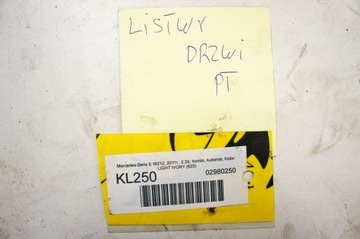 LISTWY
DRZWI
PT
Mercedes-Benz E W212, 2011r., 2.2d, Kombi, Automat, Kolor:
LIGHT IVORY (623)
KL250
02980250